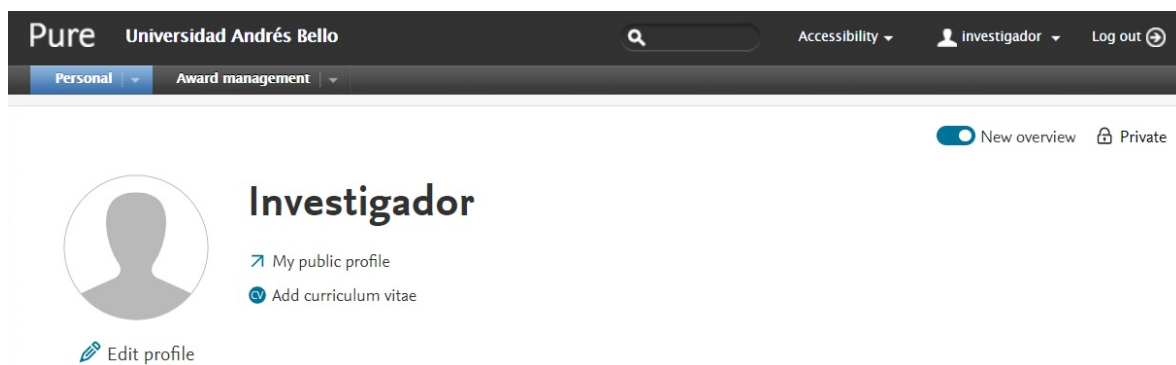 Pure Universidad Andrés Bello Accessibility investigador Log out
Personal Award management
New overview Private
Investigador
My public profile
CV Add curriculum vitae
Edit profile